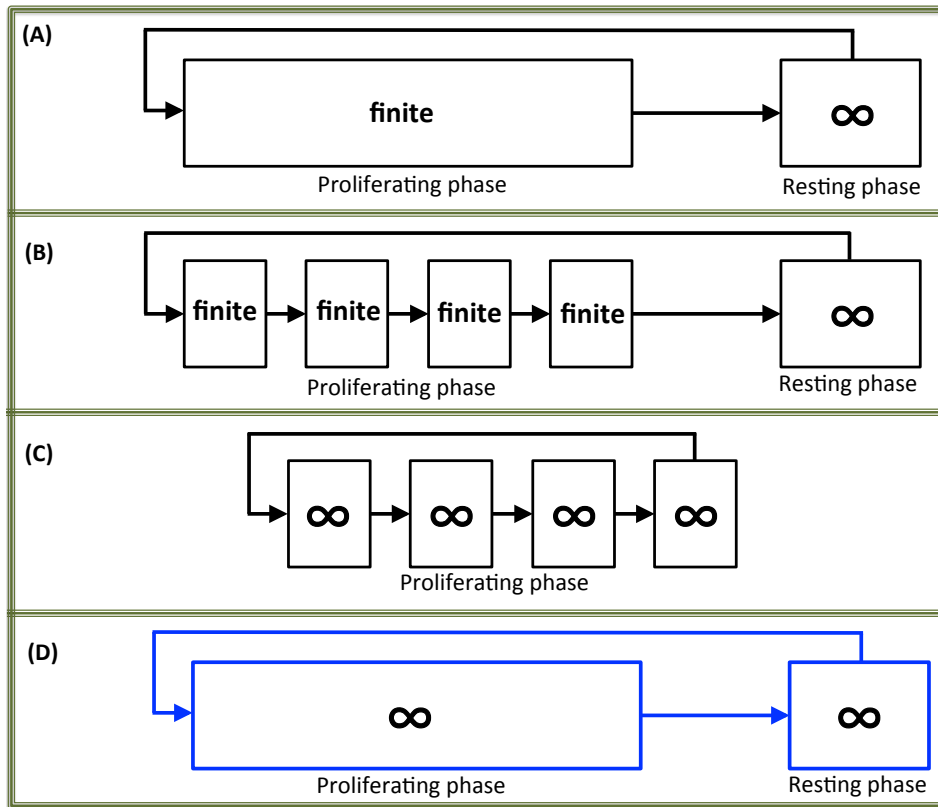 (A)
finite
∞
Proliferating phase
Resting phase
(B)
finite finite finite finite
∞
Proliferating phase
Resting phase
(C)
∞ ∞ ∞ ∞
Proliferating phase
(D)
∞ ∞
Proliferating phase
Resting phase